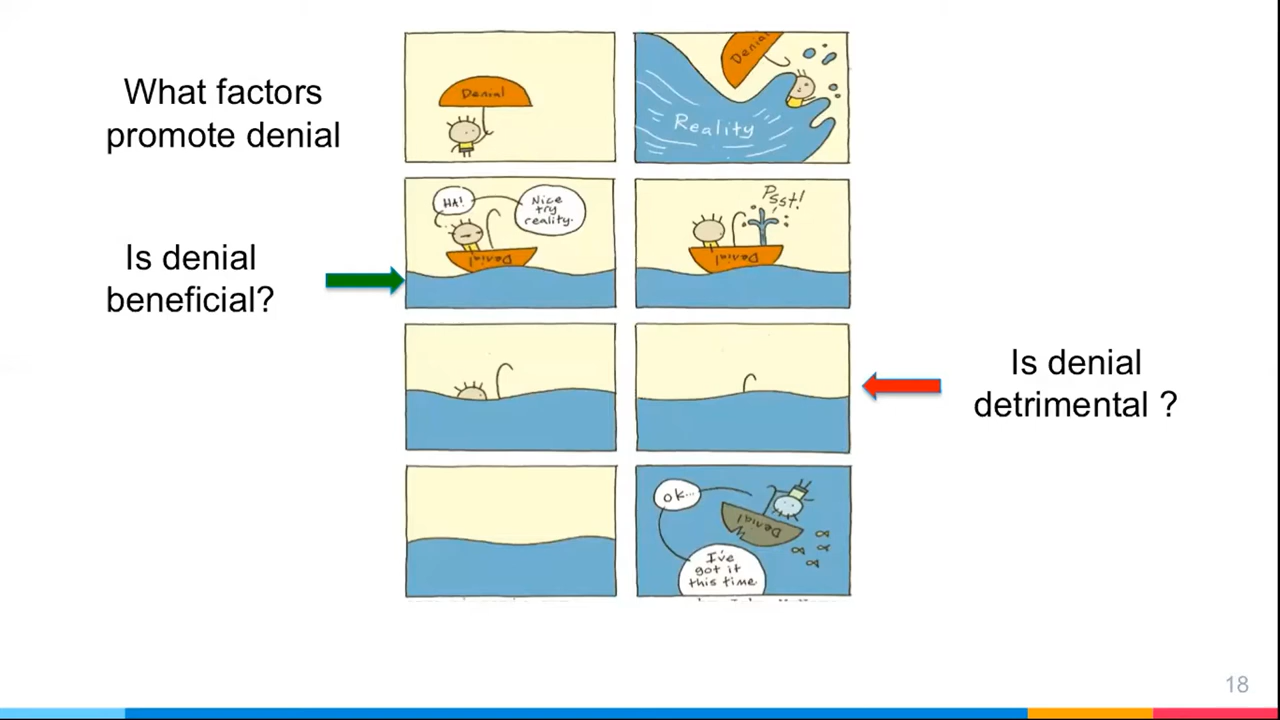 What factors
promote denial
Denial
Denial
Reality
HA!
Nice
try
reality.
Denial
Psst!
Denial
Is denial
beneficial?
Is denial
detrimental ?
OK...
Denial
I've
got it
this time
18